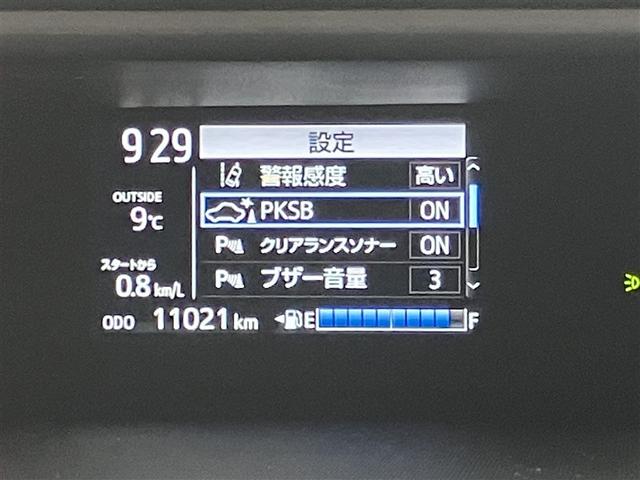 9:29
設定
警報感度 高い
OUTSIDE
9℃
PKSB ON
クリアランスソナー ON
スタートから
0.8 km/L
ブザー音量 3
ODO 11021 km
E F